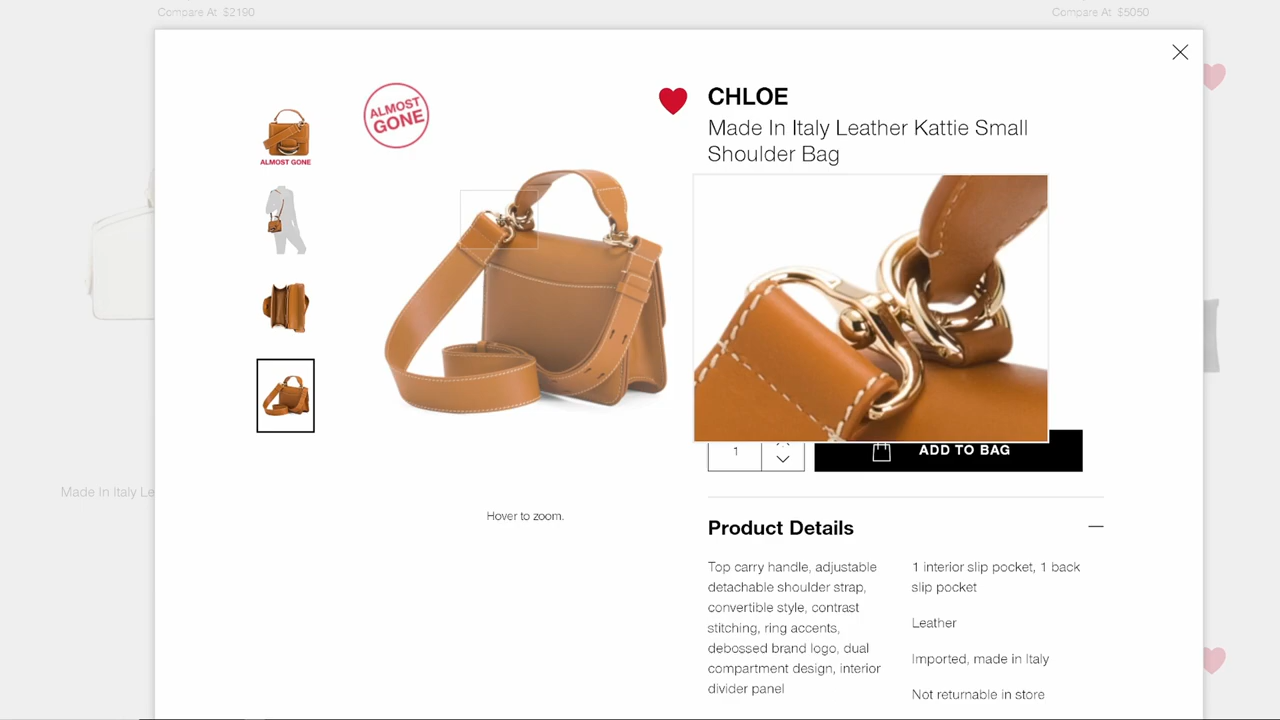 Compare At $2190
Compare At $5050
ALMOST
GONE
ALMOST GONE
CHLOE
Made In Italy Leather Kattie Small
Shoulder Bag
1
ADD TO BAG
Made In Italy Le
Hover to zoom.
Product Details
Top carry handle, adjustable
detachable shoulder strap,
convertible style, contrast
stitching, ring accents,
debossed brand logo, dual
compartment design, interior
divider panel
1 interior slip pocket, 1 back
slip pocket
Leather
Imported, made in Italy
Not returnable in store